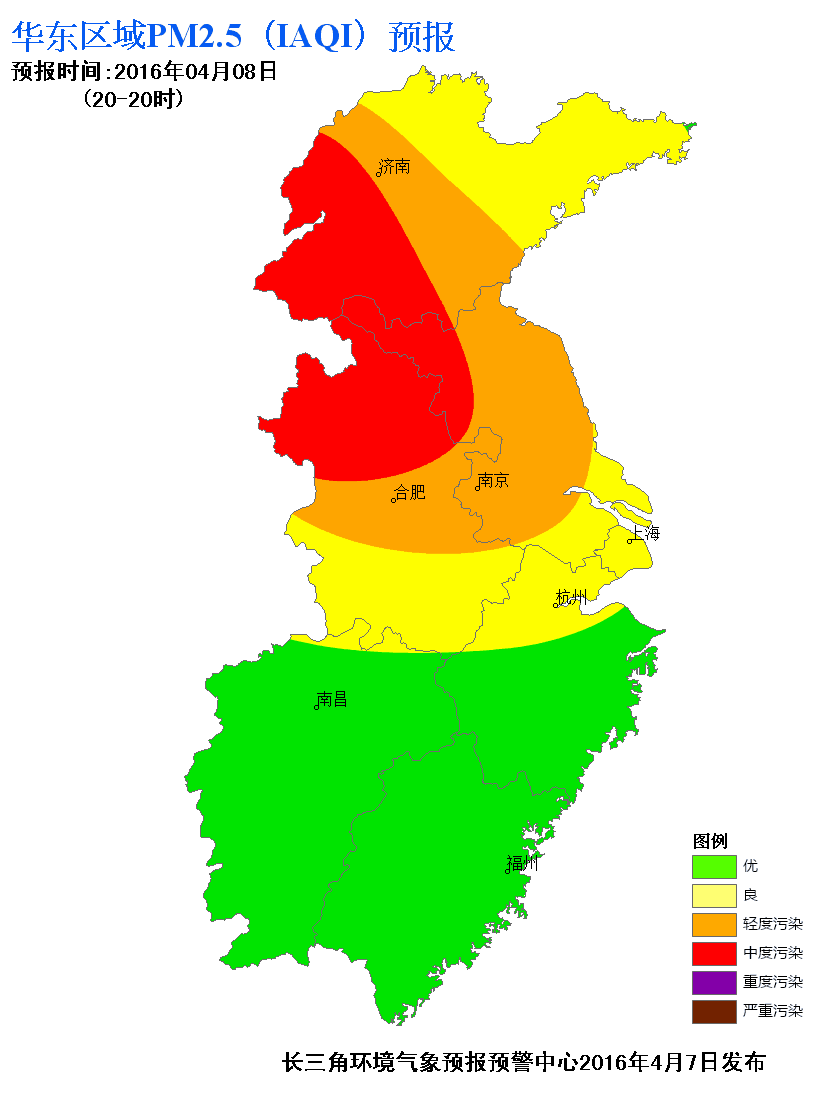 华东区域PM2.5（IAQI）预报
预报时间:2016年04月08日
(20-20时)
济南
南京
合肥
上海
杭州
南昌
福州
图例
优
良
轻度污染
中度污染
重度污染
严重污染
长三角环境气象预报预警中心2016年4月7日发布